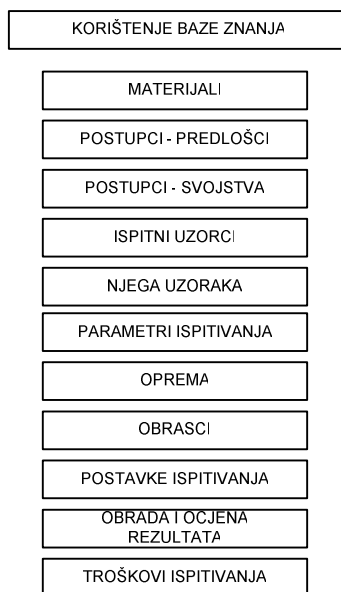 KORIŠTENJE BAZE ZNANJA
MATERIJALI
POSTUPCI - PREDLOŠCI
POSTUPCI - SVOJSTVA
ISPITNI UZORCI
NJEGA UZORAKA
PARAMETRI ISPITIVANJA
OPREMA
OBRASCI
POSTAVKE ISPITIVANJA
OBRADA I OCJENA
REZULTATA
TROŠKOVI ISPITIVANJA